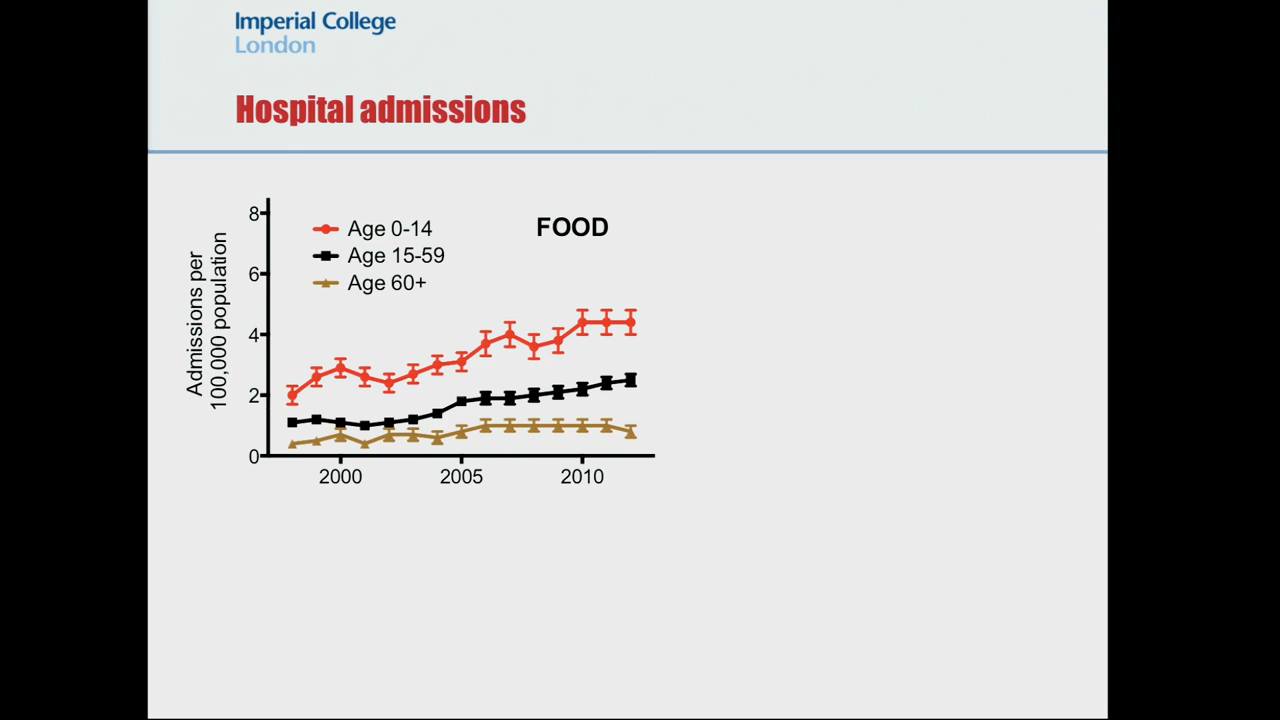 Imperial College
London
Hospital admissions
Admissions per
100,000 population
8
6
4
2
0
Age 0-14
Age 15-59
Age 60+
FOOD
2000
2005
2010